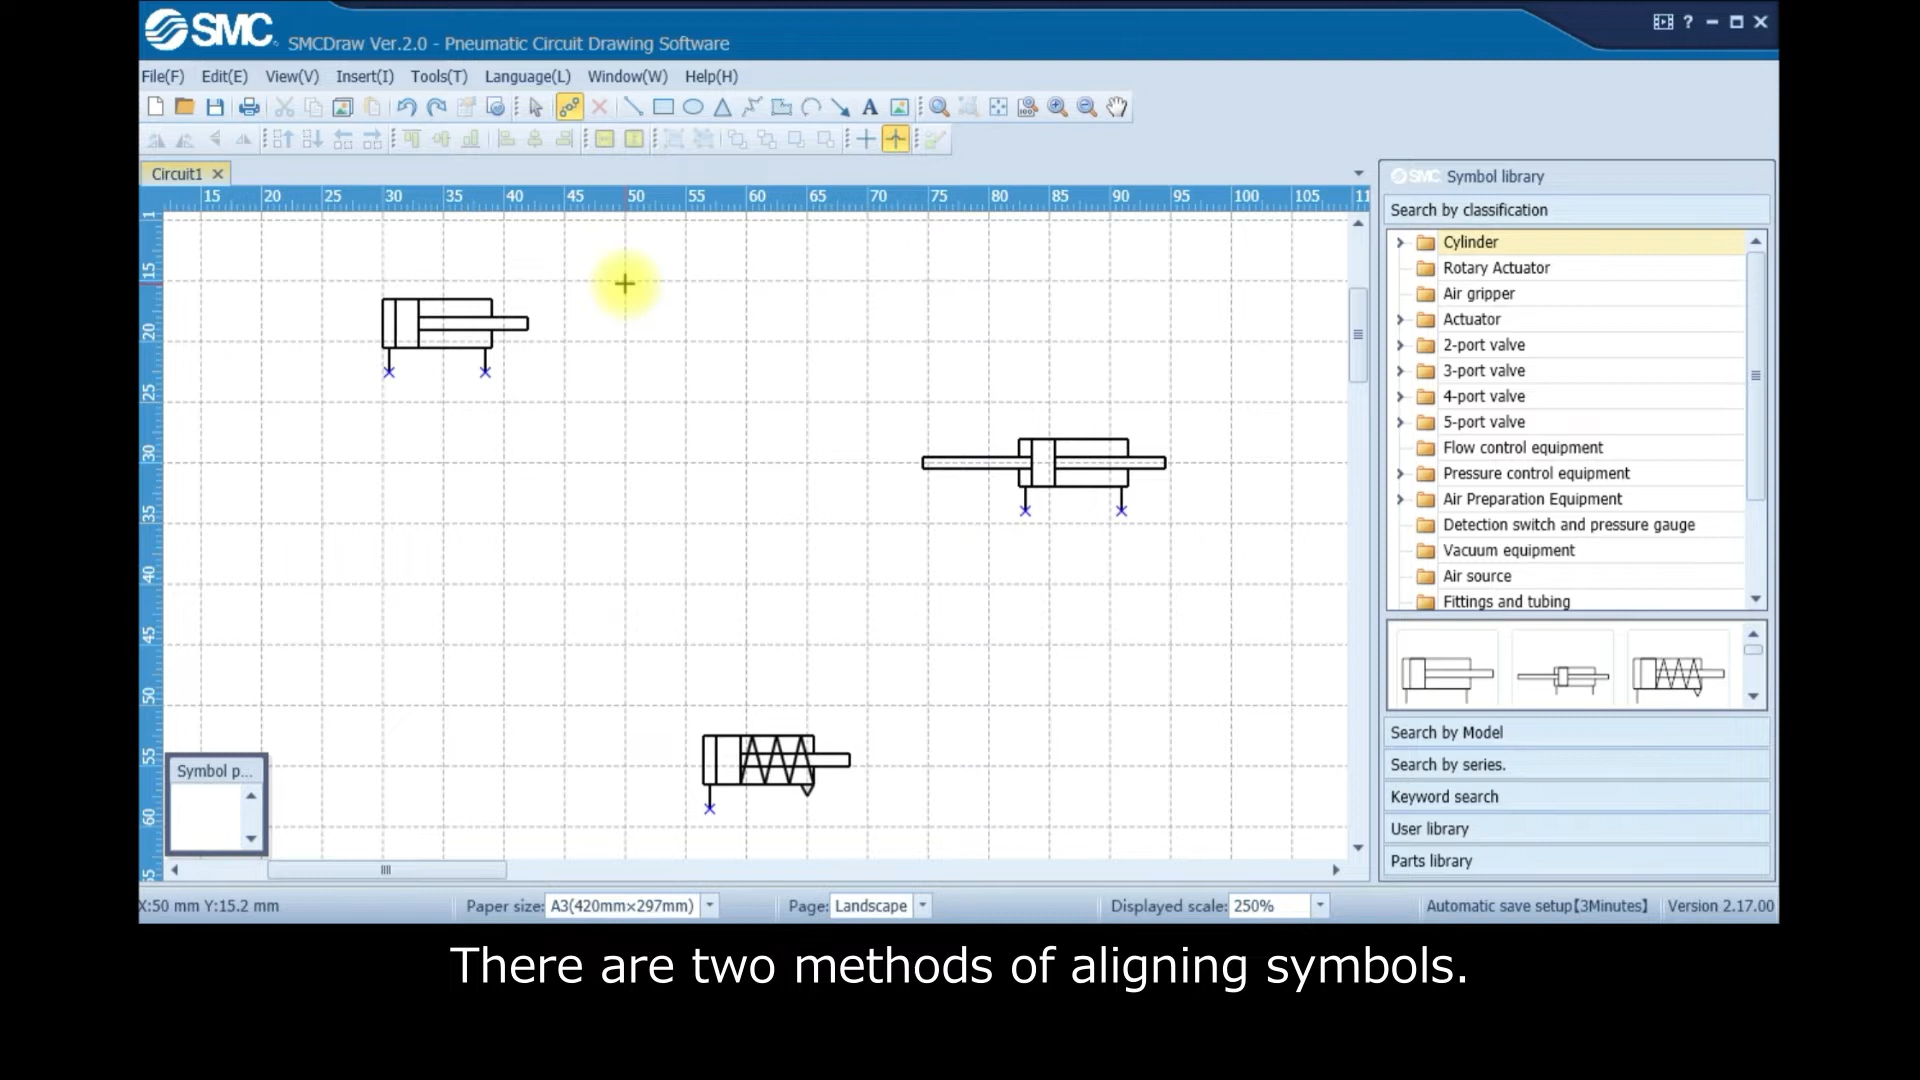 SMC SMCDraw Ver.2.0 - Pneumatic Circuit Drawing Software
File(F) Edit(E) View(V) Insert(I) Tools(T) Language(L) Window(W) Help(H)
Circuit1
15 20 25 30 35 40 45 50 55 60 65 70 75 80 85 90 95 100 105 11
1
15
20
25
30
35
40
45
50
55
60
65
Symbol p...
SMC Symbol library
Search by classification
Cylinder
Rotary Actuator
Air gripper
Actuator
2-port valve
3-port valve
4-port valve
5-port valve
Flow control equipment
Pressure control equipment
Air Preparation Equipment
Detection switch and pressure gauge
Vacuum equipment
Air source
Fittings and tubing
Search by Model
Search by series.
Keyword search
User library
Parts library
X:50 mm Y:15.2 mm Paper size: A3(420mm×297mm) Page: Landscape Displayed scale: 250% Automatic save setup【3Minutes】 Version 2.17.00
There are two methods of aligning symbols.